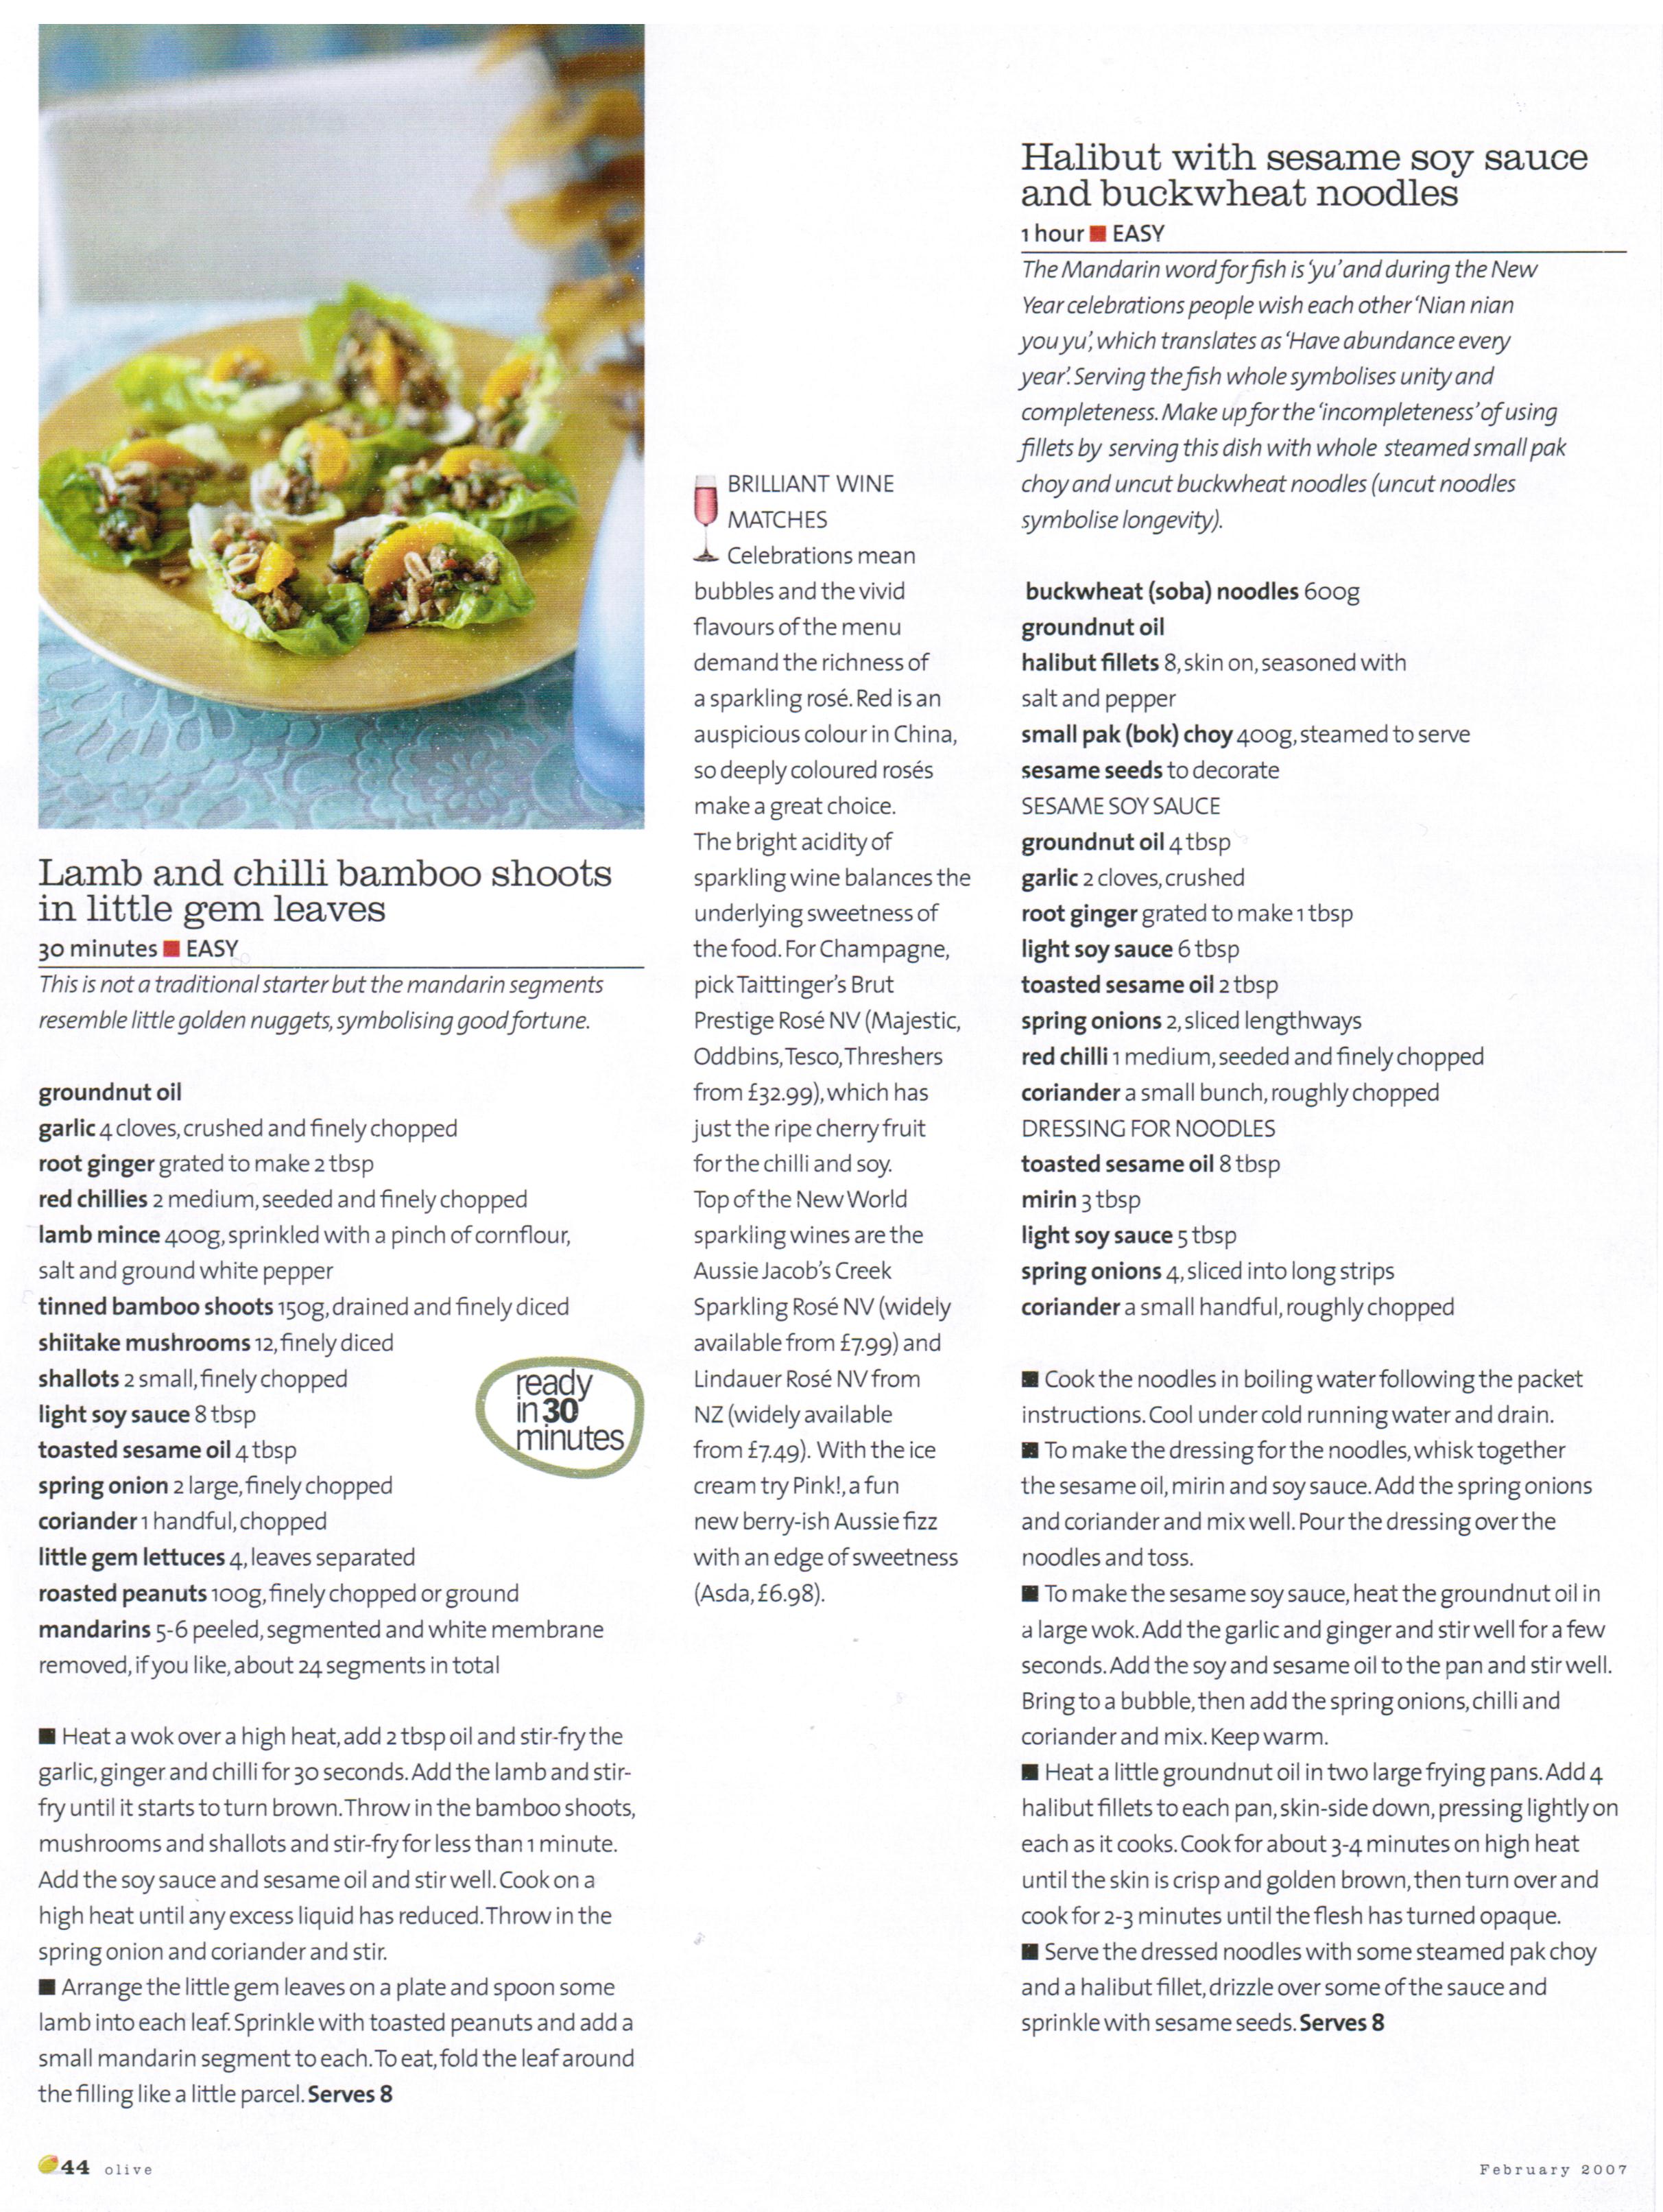 Lamb and chilli bamboo shoots
in little gem leaves
30 minutes ■ EASY
This is not a traditional starter but the mandarin segments
resemble little golden nuggets, symbolising good fortune.
groundnut oil
garlic 4 cloves, crushed and finely chopped
root ginger grated to make 2 tbsp
red chillies 2 medium, seeded and finely chopped
lamb mince 400g, sprinkled with a pinch of cornflour,
salt and ground white pepper
tinned bamboo shoots 150g, drained and finely diced
shiitake mushrooms 12, finely diced
shallots 2 small, finely chopped
light soy sauce 8 tbsp
toasted sesame oil 4 tbsp
spring onion 2 large, finely chopped
coriander 1 handful, chopped
little gem lettuces 4, leaves separated
roasted peanuts 100g, finely chopped or ground
mandarins 5-6 peeled, segmented and white membrane
removed, if you like, about 24 segments in total
ready
in 30
minutes
■ Heat a wok over a high heat, add 2 tbsp oil and stir-fry the
garlic, ginger and chilli for 30 seconds. Add the lamb and stir-
fry until it starts to turn brown. Throw in the bamboo shoots,
mushrooms and shallots and stir-fry for less than 1 minute.
Add the soy sauce and sesame oil and stir well. Cook on a
high heat until any excess liquid has reduced. Throw in the
spring onion and coriander and stir.
■ Arrange the little gem leaves on a plate and spoon some
lamb into each leaf. Sprinkle with toasted peanuts and add a
small mandarin segment to each. To eat, fold the leaf around
the filling like a little parcel. Serves 8
BRILLIANT WINE
MATCHES
Celebrations mean
bubbles and the vivid
flavours of the menu
demand the richness of
a sparkling rosé. Red is an
auspicious colour in China,
so deeply coloured rosés
make a great choice.
The bright acidity of
sparkling wine balances the
underlying sweetness of
the food. For Champagne,
pick Taittinger's Brut
Prestige Rosé NV (Majestic,
Oddbins, Tesco, Threshers
from £32.99), which has
just the ripe cherry fruit
for the chilli and soy.
Top of the New World
sparkling wines are the
Aussie Jacob's Creek
Sparkling Rosé NV (widely
available from £7.99) and
Lindauer Rosé NV from
NZ (widely available
from £7.49). With the ice
cream try Pink!, a fun
new berry-ish Aussie fizz
with an edge of sweetness
(Asda, £6.98).
Halibut with sesame soy sauce
and buckwheat noodles
1 hour ■ EASY
The Mandarin word for fish is 'yu' and during the New
Year celebrations people wish each other 'Nian nian
you yu', which translates as 'Have abundance every
year'. Serving the fish whole symbolises unity and
completeness. Make up for the 'incompleteness' of using
fillets by serving this dish with whole steamed small pak
choy and uncut buckwheat noodles (uncut noodles
symbolise longevity).
buckwheat (soba) noodles 600g
groundnut oil
halibut fillets 8, skin on, seasoned with
salt and pepper
small pak (bok) choy 400g, steamed to serve
sesame seeds to decorate
SESAME SOY SAUCE
groundnut oil 4 tbsp
garlic 2 cloves, crushed
root ginger grated to make 1 tbsp
light soy sauce 6 tbsp
toasted sesame oil 2 tbsp
spring onions 2, sliced lengthways
red chilli 1 medium, seeded and finely chopped
coriander a small bunch, roughly chopped
DRESSING FOR NOODLES
toasted sesame oil 8 tbsp
mirin 3 tbsp
light soy sauce 5 tbsp
spring onions 4, sliced into long strips
coriander a small handful, roughly chopped
■ Cook the noodles in boiling water following the packet
instructions. Cool under cold running water and drain.
■ To make the dressing for the noodles, whisk together
the sesame oil, mirin and soy sauce. Add the spring onions
and coriander and mix well. Pour the dressing over the
noodles and toss.
■ To make the sesame soy sauce, heat the groundnut oil in
a large wok. Add the garlic and ginger and stir well for a few
seconds. Add the soy and sesame oil to the pan and stir well.
Bring to a bubble, then add the spring onions, chilli and
coriander and mix. Keep warm.
■ Heat a little groundnut oil in two large frying pans. Add 4
halibut fillets to each pan, skin-side down, pressing lightly on
each as it cooks. Cook for about 3-4 minutes on high heat
until the skin is crisp and golden brown, then turn over and
cook for 2-3 minutes until the flesh has turned opaque.
■ Serve the dressed noodles with some steamed pak choy
and a halibut fillet, drizzle over some of the sauce and
sprinkle with sesame seeds. Serves 8
44 olive
February 2007